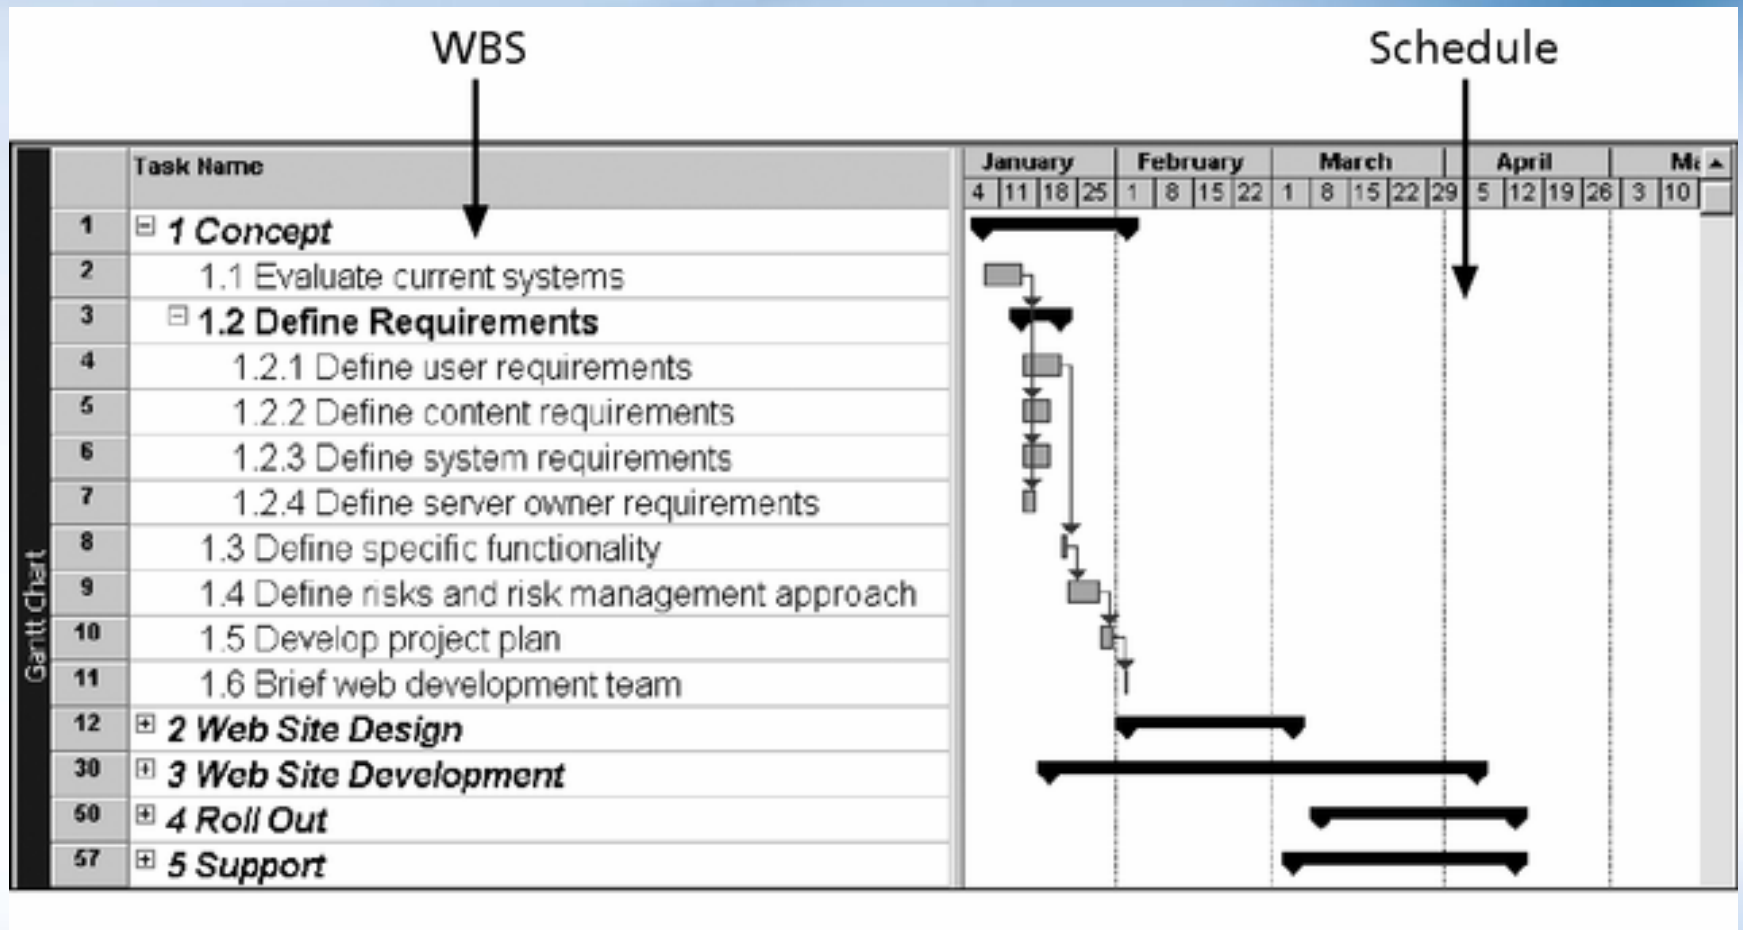 WBS Schedule
Task Name January February March April
4 11 18 25 1 8 15 22 1 8 15 22 29 5 12 19 26 3 10
1 1 Concept
2 1.1 Evaluate current systems
3 1.2 Define Requirements
4 1.2.1 Define user requirements
5 1.2.2 Define content requirements
6 1.2.3 Define system requirements
7 1.2.4 Define server owner requirements
8 1.3 Define specific functionality
9 1.4 Define risks and risk management approach
10 1.5 Develop project plan
11 1.6 Brief web development team
12 2 Web Site Design
30 3 Web Site Development
50 4 Roll Out
57 5 Support
Gantt Chart